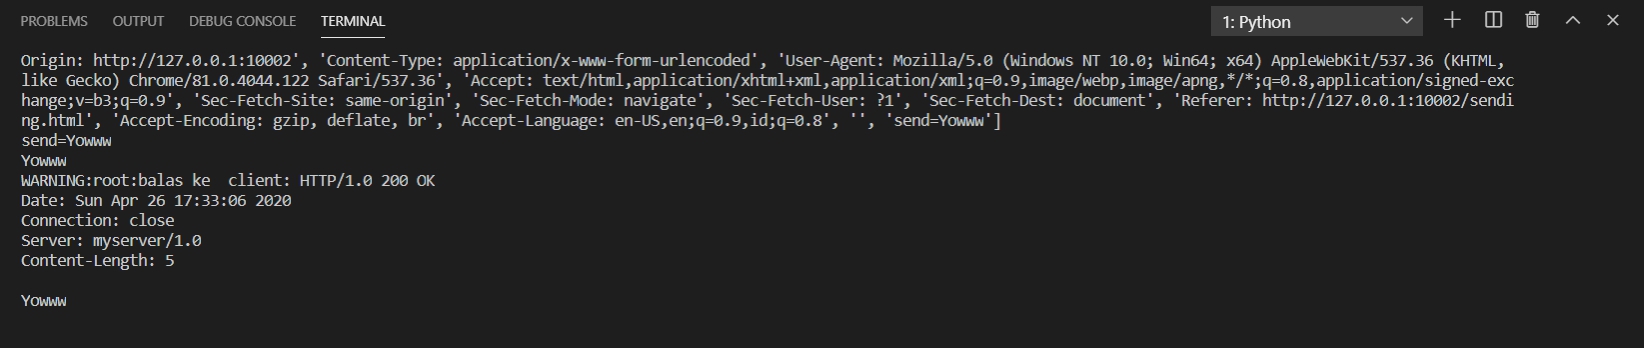 PROBLEMS OUTPUT DEBUG CONSOLE TERMINAL 1: Python
Origin: http://127.0.0.1:10002', 'Content-Type: application/x-www-form-urlencoded', 'User-Agent: Mozilla/5.0 (Windows NT 10.0; Win64; x64) AppleWebKit/537.36 (KHTML,
like Gecko) Chrome/81.0.4044.122 Safari/537.36', 'Accept: text/html,application/xhtml+xml,application/xml;q=0.9,image/webp,image/apng,*/*;q=0.8,application/signed-exc
hange;v=b3;q=0.9', 'Sec-Fetch-Site: same-origin', 'Sec-Fetch-Mode: navigate', 'Sec-Fetch-User: ?1', 'Sec-Fetch-Dest: document', 'Referer: http://127.0.0.1:10002/sendi
ng.html', 'Accept-Encoding: gzip, deflate, br', 'Accept-Language: en-US,en;q=0.9,id;q=0.8', '', 'send=Yowww']
send=Yowww
Yowww
WARNING:root:balas ke  client: HTTP/1.0 200 OK
Date: Sun Apr 26 17:33:06 2020
Connection: close
Server: myserver/1.0
Content-Length: 5
Yowww